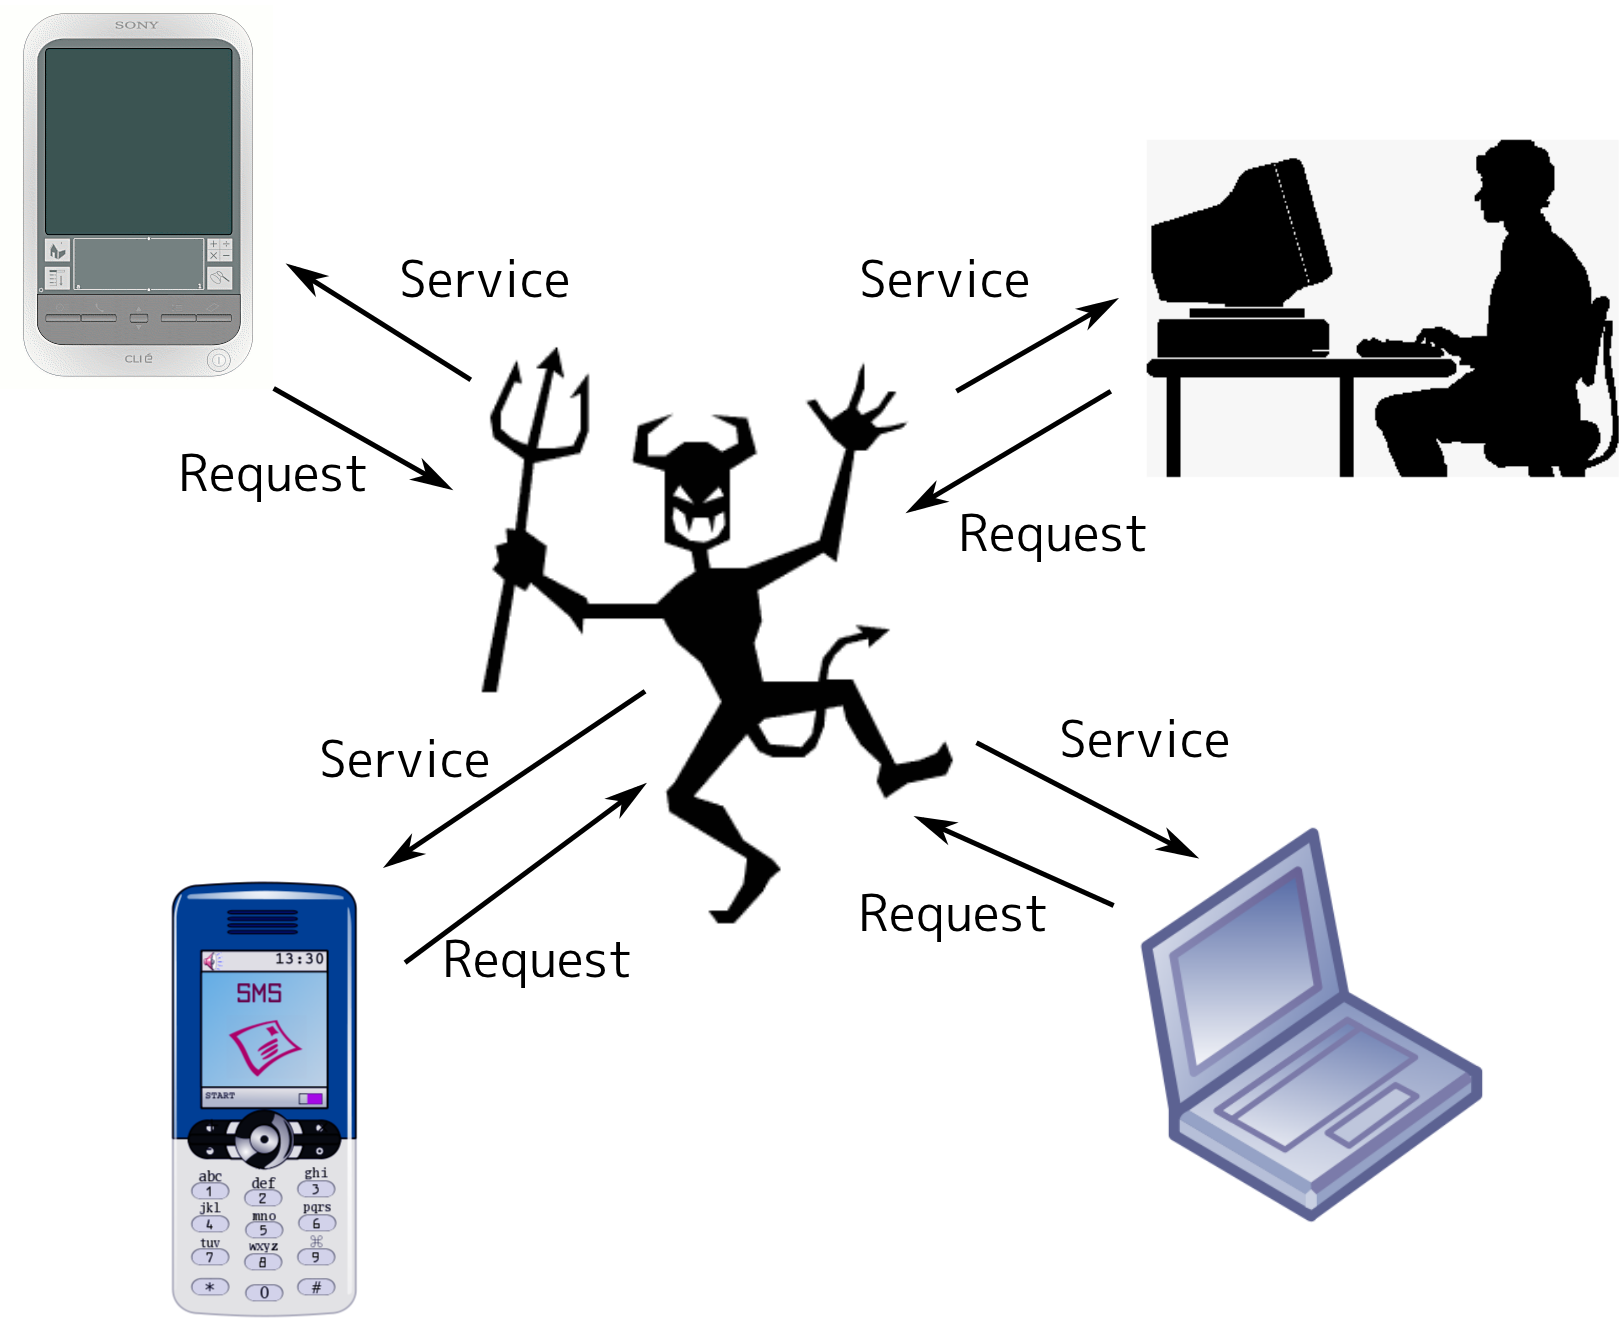 SONY
CLIÉ
Service
Request
Service
Request
Service
Request
Service
Request
13:30
SMS
START
abc
1
def
2
ghi
3
jkl
4
mno
5
pqrs
6
tuv
7
wxyz
8
⌘
9
*
0
#